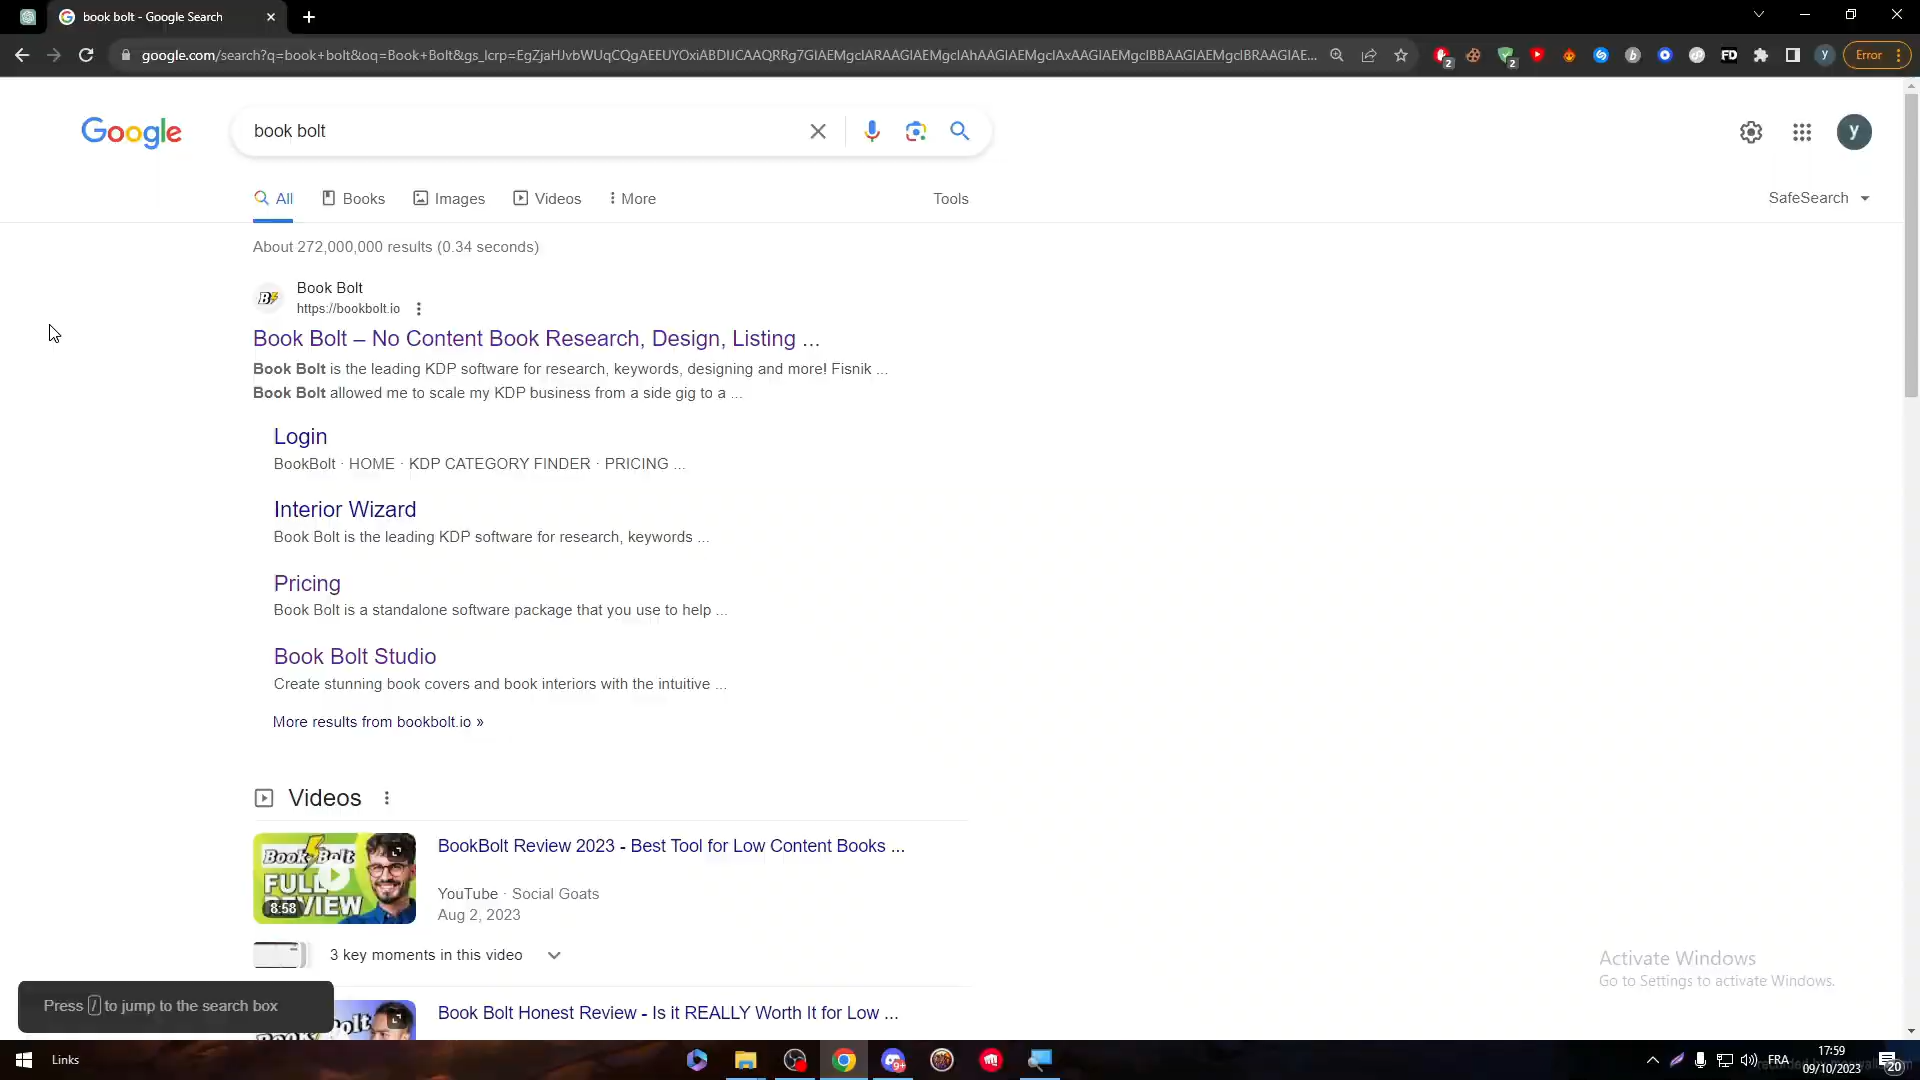 book bolt - Google Search
google.com/search?q=book+bolt&oq=Book+Bolt&gs_lcrp=EgZjaHJvbWUqCQgAEEUYOxiABDIJCAAQRRg7GIAEMgcIARAAGIAEMgcIAhAAGIAEMgcIAxAAGIAEMgcIBBAAGIAEMgcIBRAAGIAE...
2
2
FD
y
Error
Google
book bolt
y
All
Books
Images
Videos
More
Tools
SafeSearch
About 272,000,000 results (0.34 seconds)
Book Bolt
https://bookbolt.io
Book Bolt – No Content Book Research, Design, Listing ...
Book Bolt is the leading KDP software for research, keywords, designing and more! Fisnik ...
Book Bolt allowed me to scale my KDP business from a side gig to a ...
Login
BookBolt · HOME · KDP CATEGORY FINDER · PRICING ...
Interior Wizard
Book Bolt is the leading KDP software for research, keywords ...
Pricing
Book Bolt is a standalone software package that you use to help ...
Book Bolt Studio
Create stunning book covers and book interiors with the intuitive ...
More results from bookbolt.io »
Videos
Book Bolt
FULL
REVIEW
8:58
BookBolt Review 2023 - Best Tool for Low Content Books ...
YouTube · Social Goats
Aug 2, 2023
3 key moments in this video
Book Bolt Honest Review - Is it REALLY Worth It for Low ...
Press / to jump to the search box
Activate Windows
Go to Settings to activate Windows.
Links
9+
FRA
17:59
09/10/2023
20